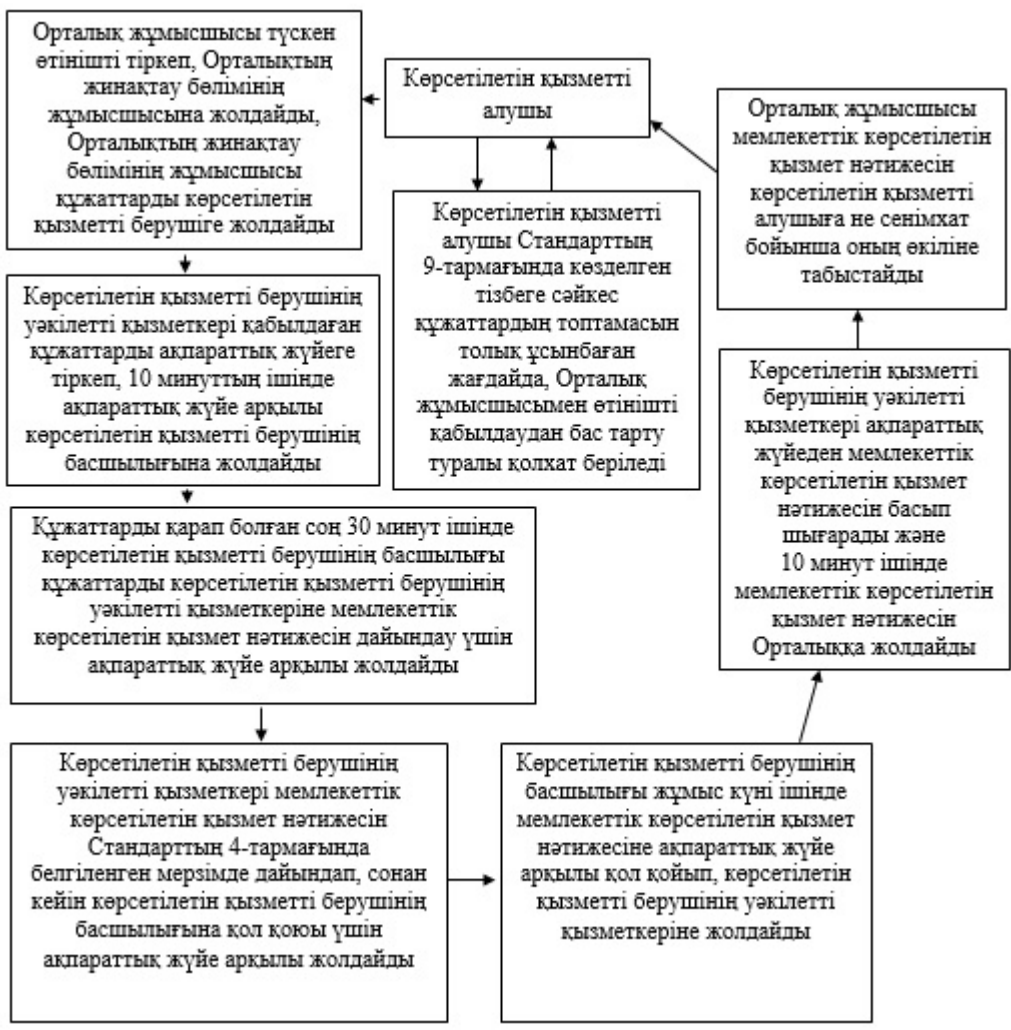 Орталық жұмысшысы түскен
өтінішті тіркеп, Орталықтың
жинақтау бөлімінің
жұмысшысына жолдайды,
Орталықтың жинақтау
бөлімінің жұмысшысы
құжаттарды көрсетілетін
қызметті берушіге жолдайды
Көрсетілетін қызметті
алушы
Орталық жұмысшысы
мемлекеттік көрсетілетін
қызмет нәтижесін
көрсетілетін қызметті
алушыға не сенімхат
бойынша оның өкіліне
табыстайды
Көрсетілетін қызметті
алушы Стандарттың
9-тармағында көзделген
тізбеге сәйкес
құжаттардың топтамасын
толық ұсынбаған
жағдайда, Орталық
жұмысшысымен өтінішті
қабылдаудан бас тарту
туралы қолхат беріледі
Көрсетілетін қызметті берушінің
уәкілетті қызметкері қабылдаған
құжаттарды ақпараттық жүйеге
тіркеп, 10 минуттың ішінде
ақпараттық жүйе арқылы
көрсетілетін қызметті берушінің
басшылығына жолдайды
Көрсетілетін қызметті
берушінің уәкілетті
қызметкері ақпараттық
жүйеден мемлекеттік
көрсетілетін қызмет
нәтижесін басып
шығарады және
10 минут ішінде
мемлекеттік көрсетілетін
қызмет нәтижесін
Орталыққа жолдайды
Құжаттарды қарап болған соң 30 минут ішінде
көрсетілетін қызметті берушінің басшылығы
құжаттарды көрсетілетін қызметті берушінің
уәкілетті қызметкеріне мемлекеттік
көрсетілетін қызмет нәтижесін дайындау үшін
ақпараттық жүйе арқылы жолдайды
Көрсетілетін қызметті берушінің
уәкілетті қызметкері мемлекеттік
көрсетілетін қызмет нәтижесін
Стандарттың 4-тармағында
белгіленген мерзімде дайындап, сонан
кейін көрсетілетін қызметті берушінің
басшылығына қол қоюы үшін
ақпараттық жүйе арқылы жолдайды
Көрсетілетін қызметті берушінің
басшылығы жұмыс күні ішінде
мемлекеттік көрсетілетін қызмет
нәтижесіне ақпараттық жүйе
арқылы қол қойып, көрсетілетін
қызметті берушінің уәкілетті
қызметкеріне жолдайды